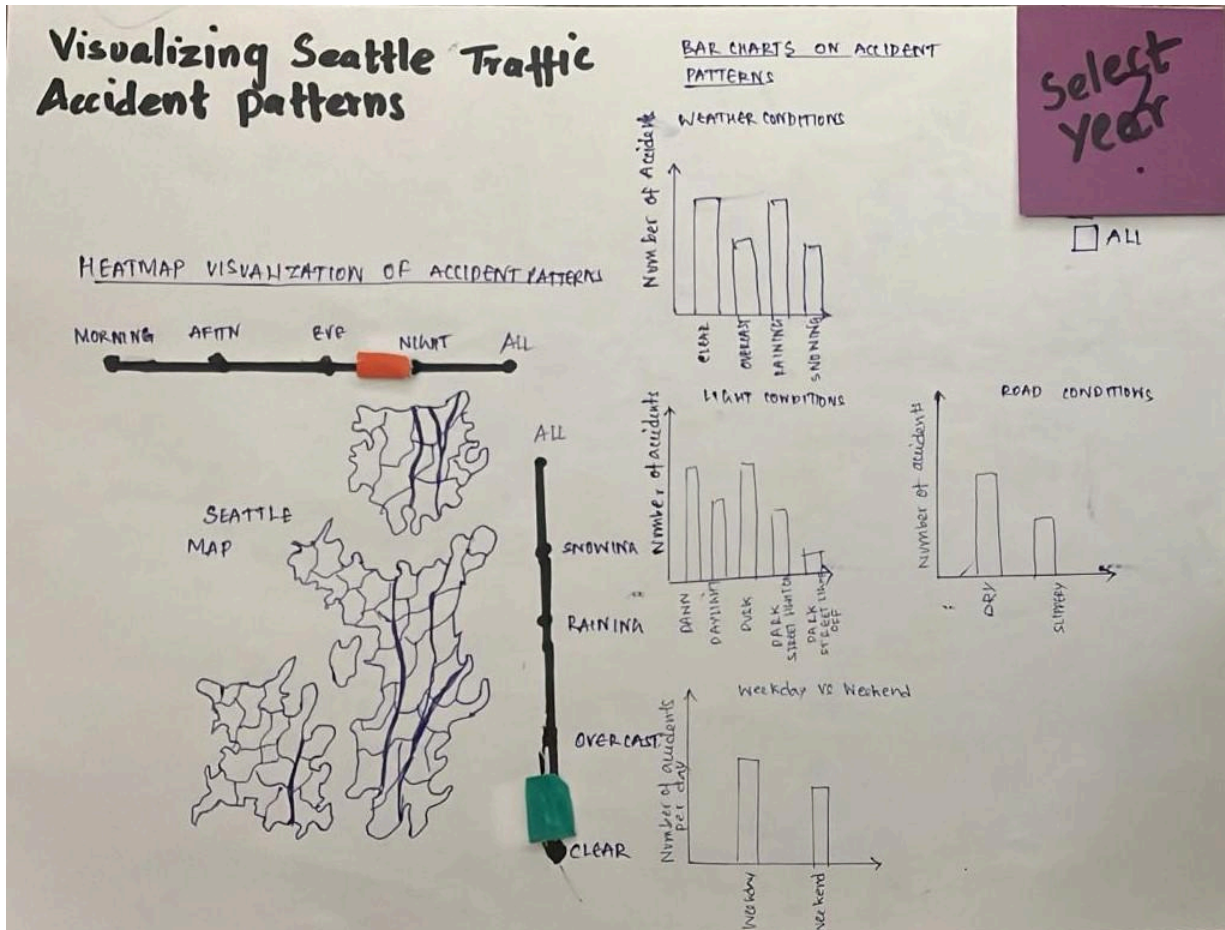 Visualizing Seattle Traffic
Accident patterns
HEATMAP VISUALIZATION OF ACCIDENT PATTERNS
MORNING AFTN EVE NIGHT ALL
SEATTLE
MAP
ALL
SNOWING
RAINING
OVERCAST
CLEAR
BAR CHARTS ON ACCIDENT
PATTERNS
WEATHER CONDITIONS
Number of Accident
CLEAR
OVERCAST
RAINING
SNOWING
LIGHT CONDITIONS
Number of accidents
DAWN
DAYLIGHT
DUSK
DARK
STREET LIGHT ON
DARK
STREET LIGHT
OFF
ROAD CONDITIONS
Number of accidents
DRY
SLIPPERY
Weekday vs Weekend
Number of accidents
per day
Weekday
Weekend
Select
year
ALL